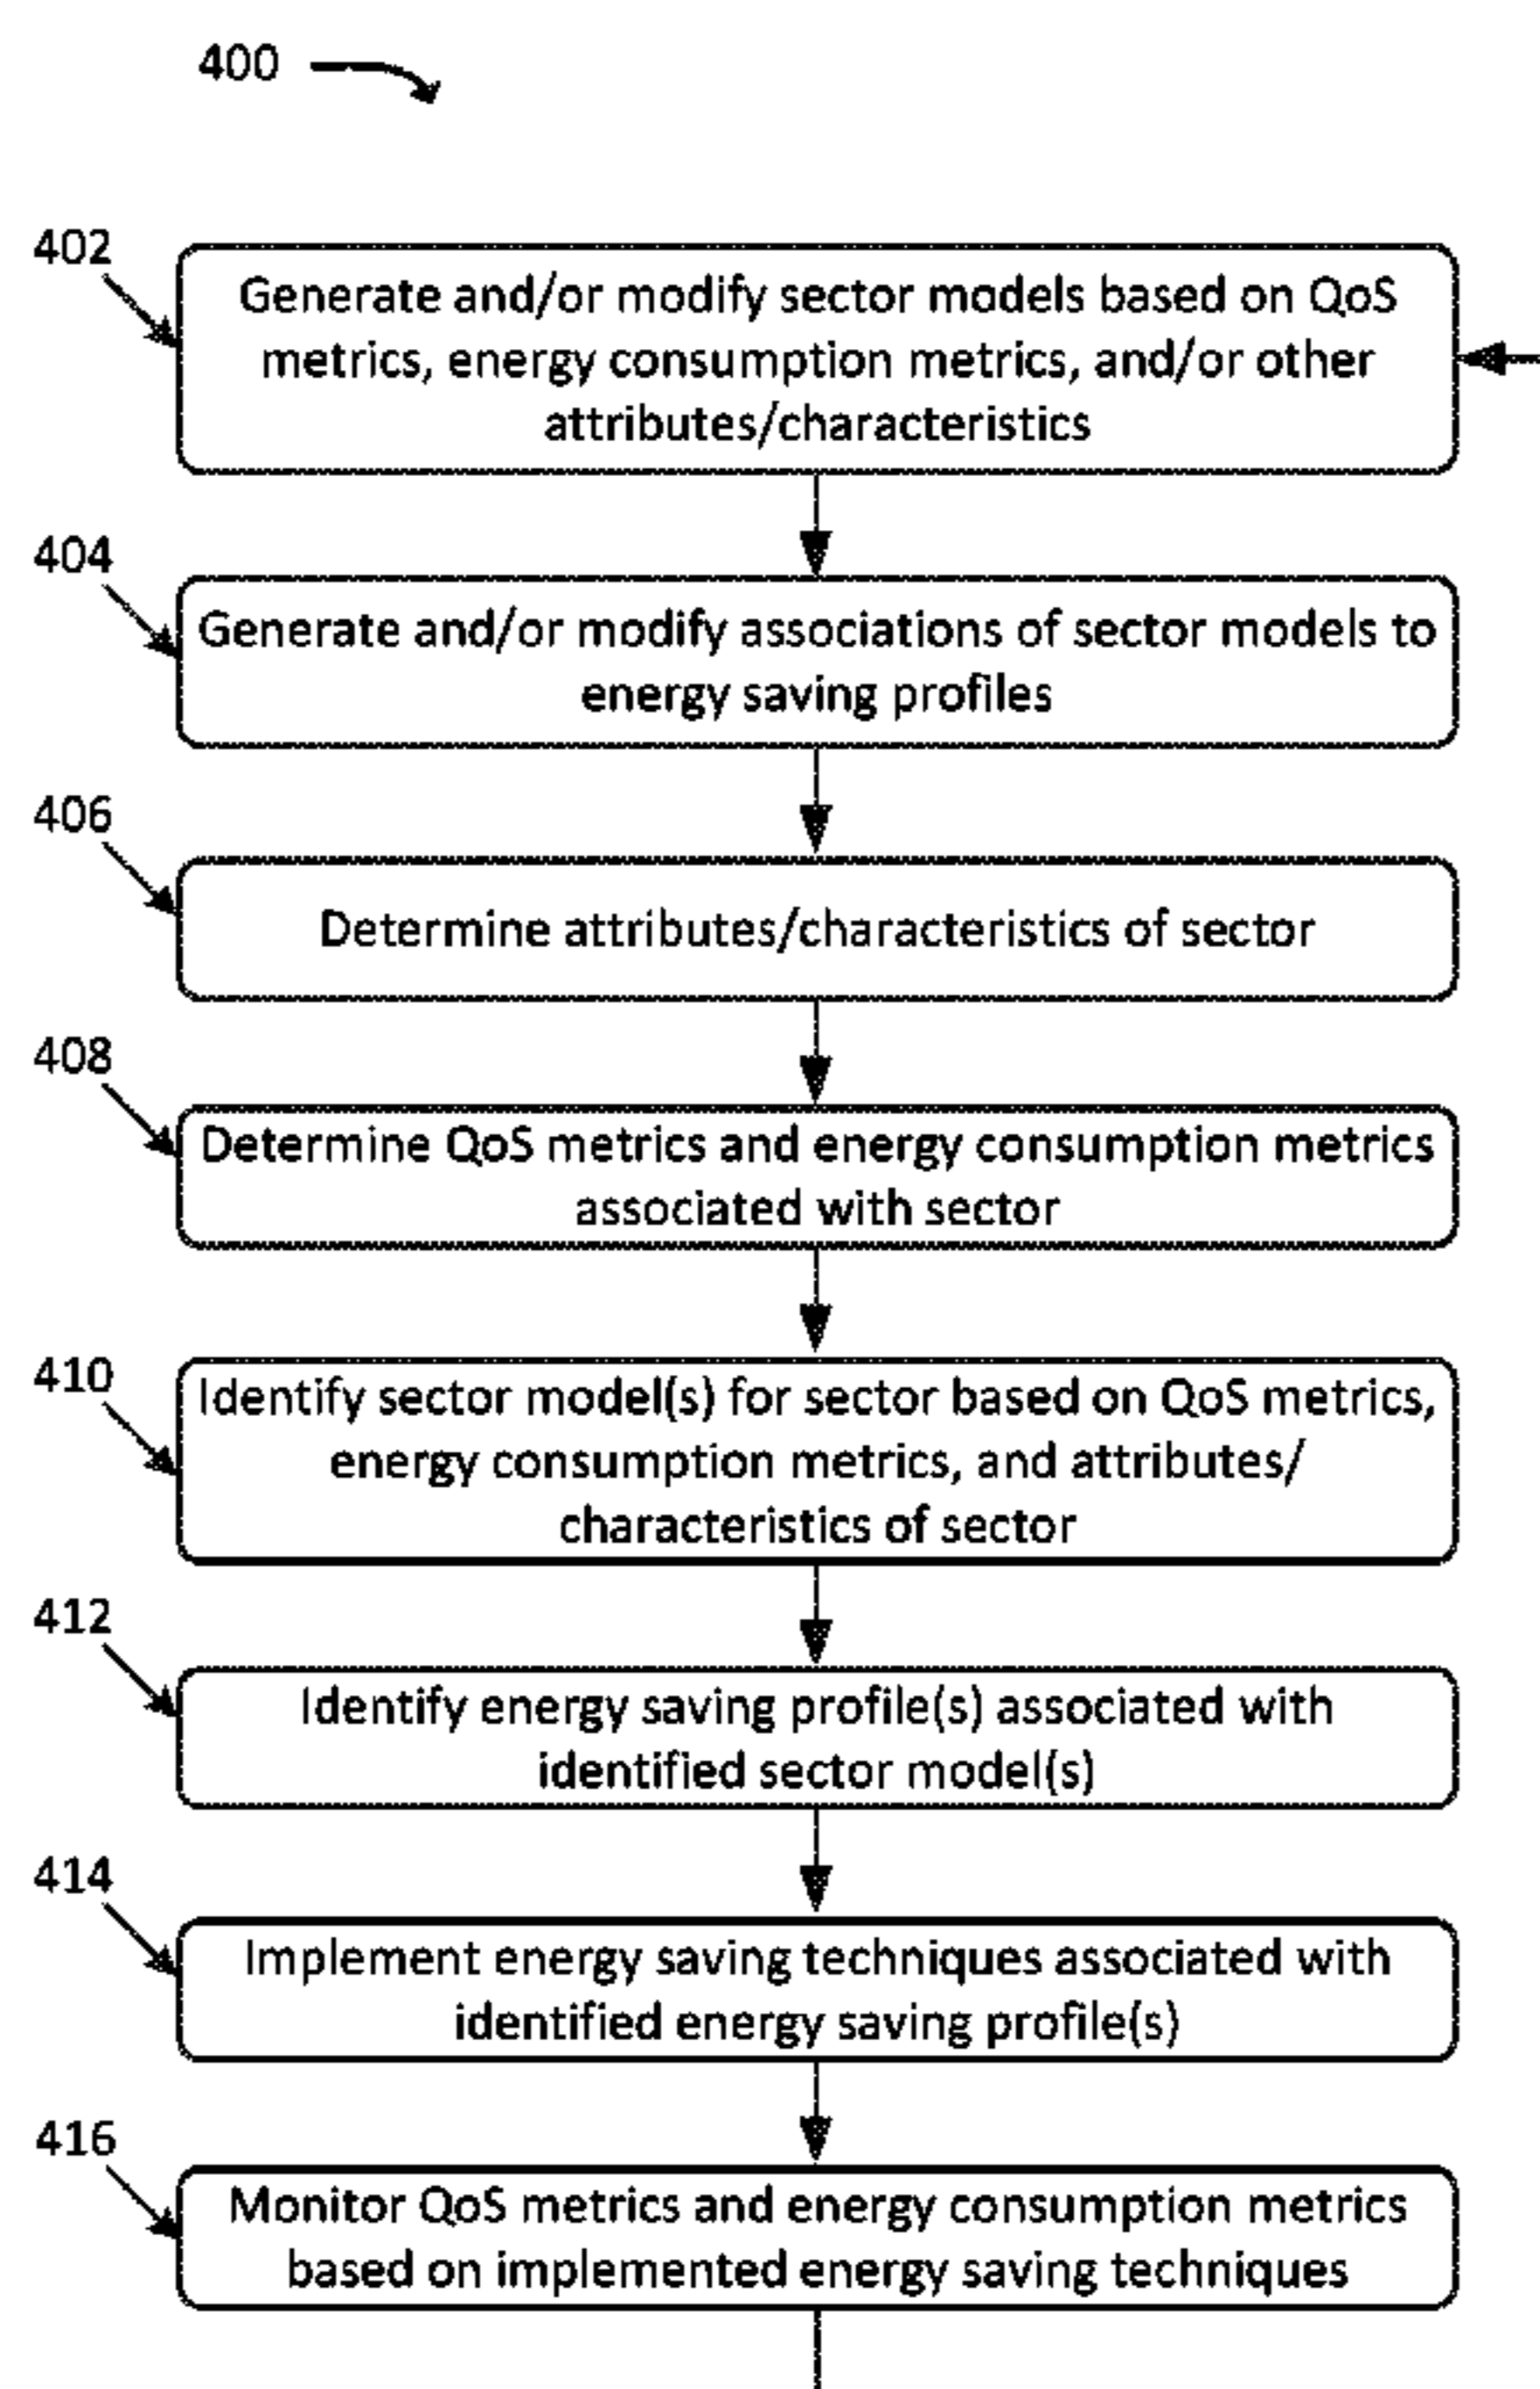 400
402
Generate and/or modify sector models based on QoS
metrics, energy consumption metrics, and/or other
attributes/characteristics
404
Generate and/or modify associations of sector models to
energy saving profiles
406
Determine attributes/characteristics of sector
408
Determine QoS metrics and energy consumption metrics
associated with sector
410
Identify sector model(s) for sector based on QoS metrics,
energy consumption metrics, and attributes/
characteristics of sector
412
Identify energy saving profile(s) associated with
identified sector model(s)
414
Implement energy saving techniques associated with
identified energy saving profile(s)
416
Monitor QoS metrics and energy consumption metrics
based on implemented energy saving techniques